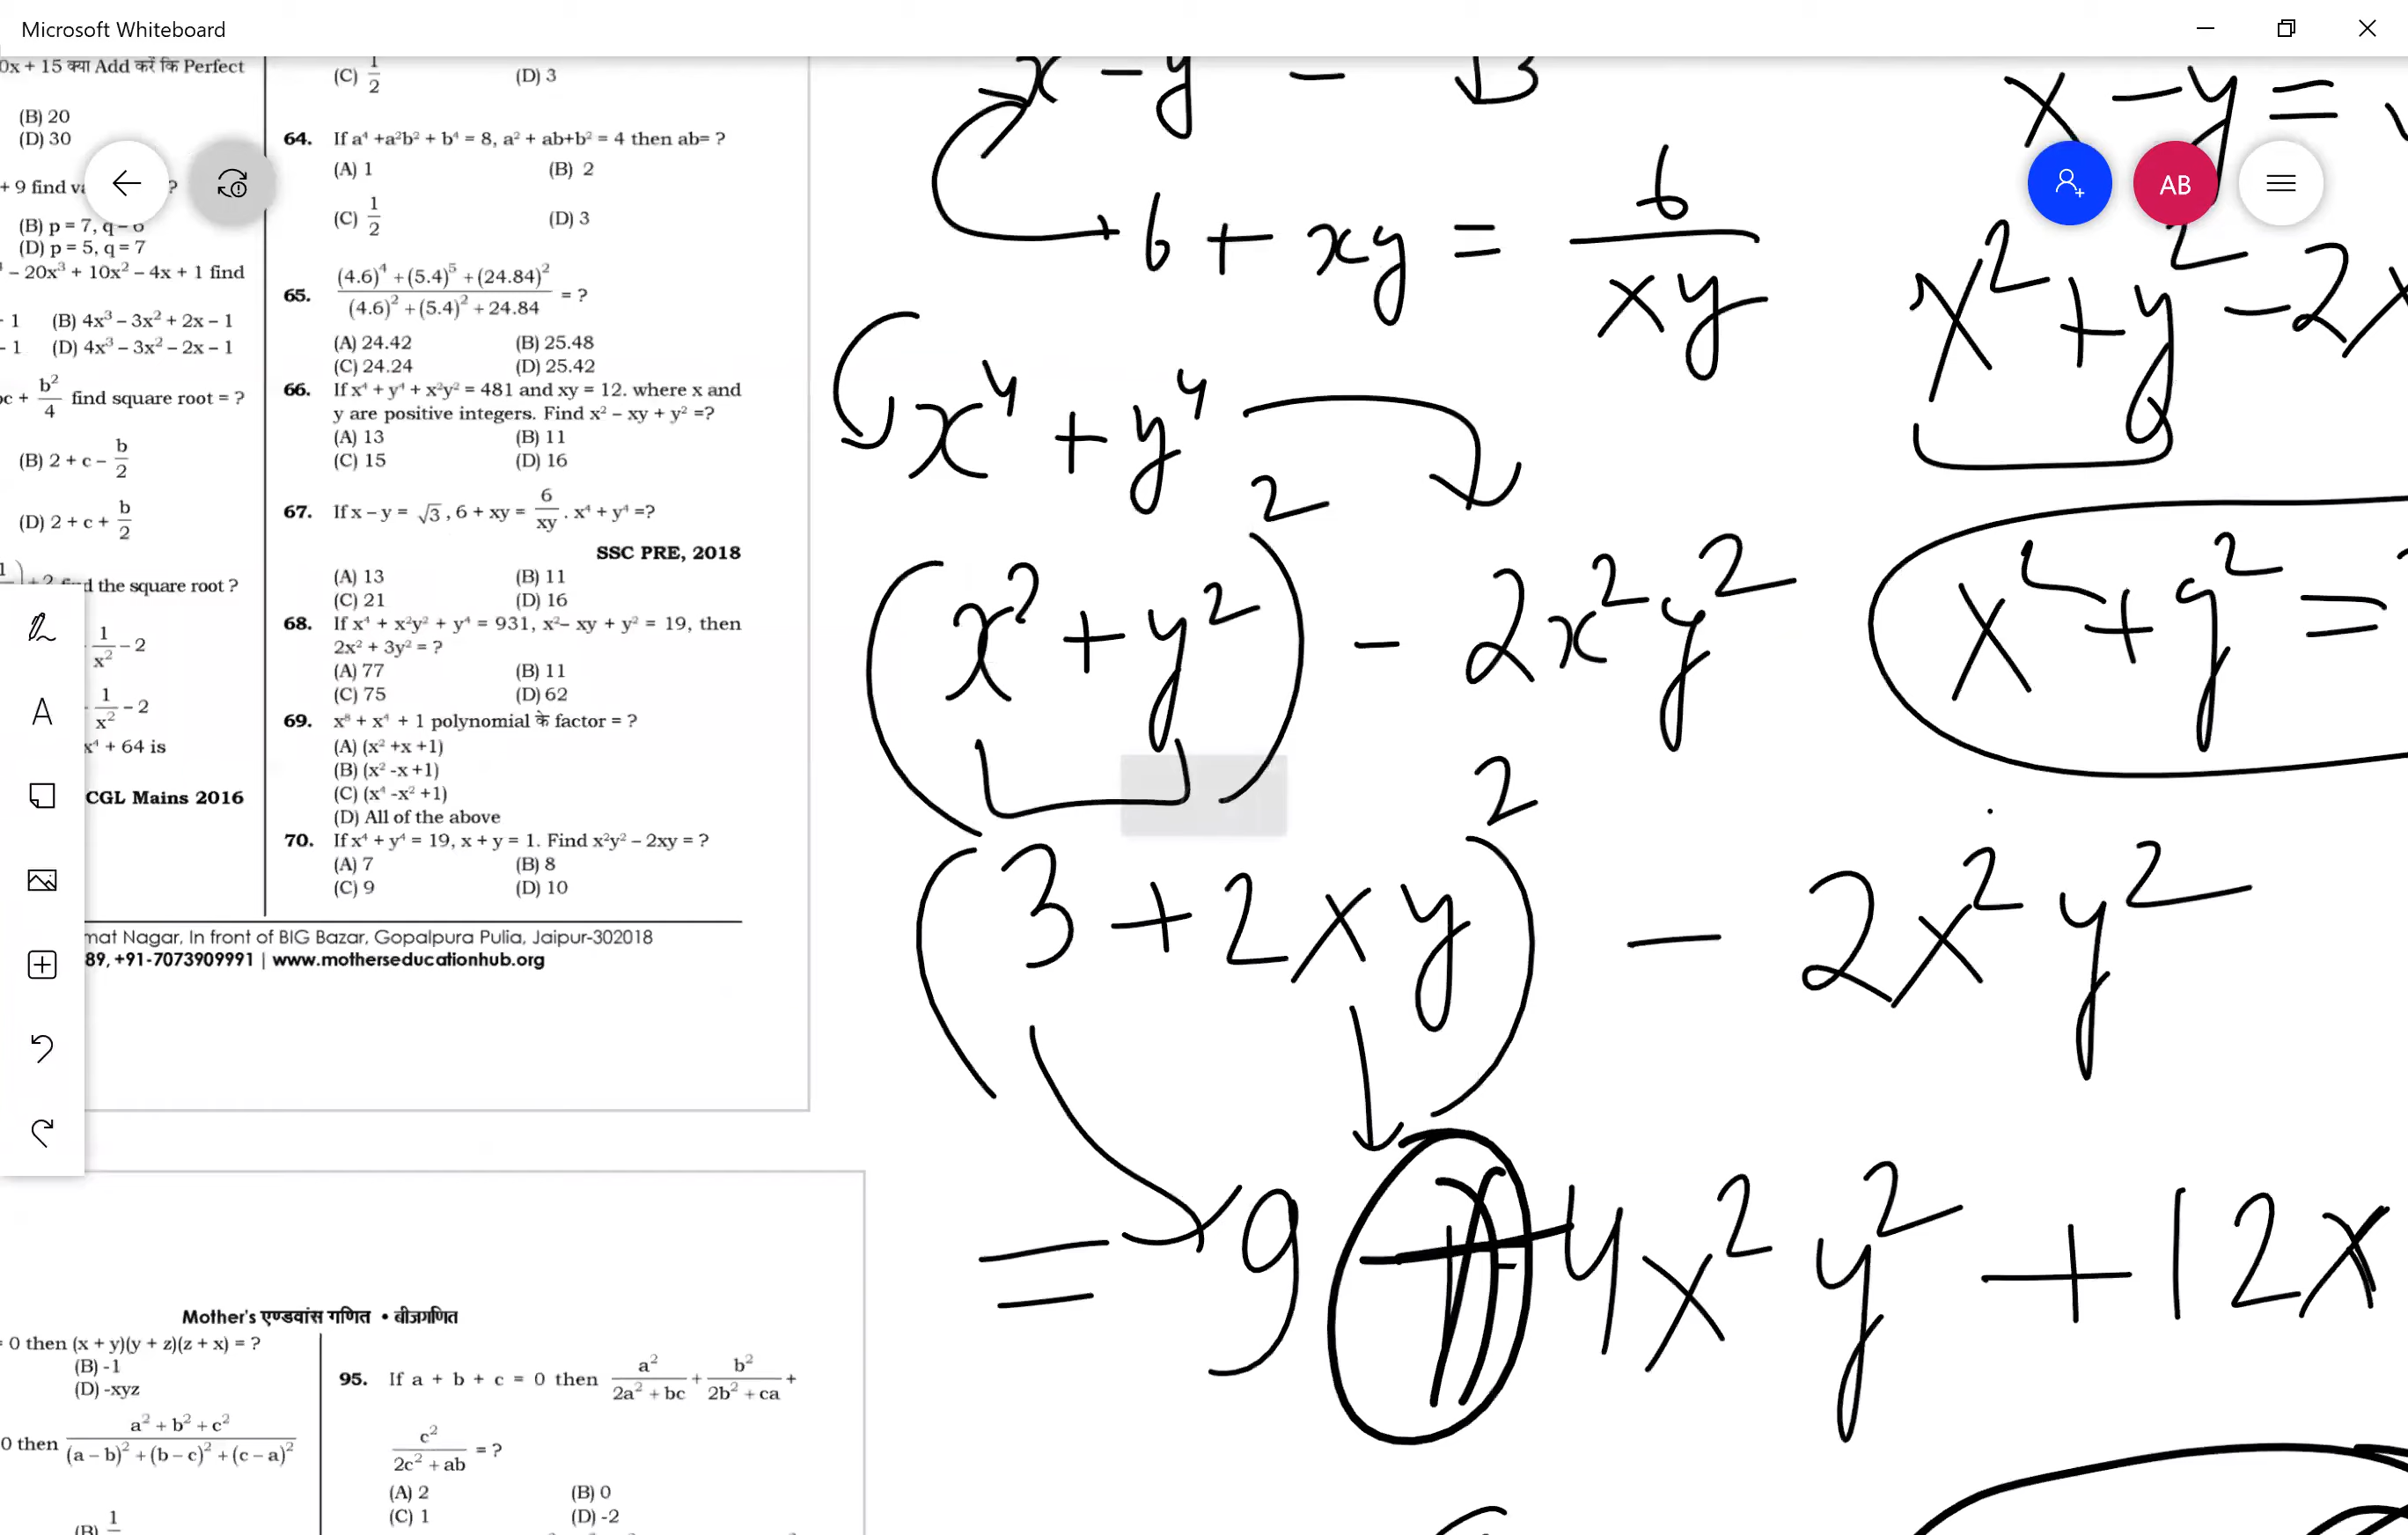 Microsoft Whiteboard
0x + 15 क्या Add करें कि Perfect
(B) 20
(D) 30
+ 9 find va ?
(B) p = 7, q = 6
(D) p = 5, q = 7
– 20x³ + 10x² – 4x + 1 find
- 1 (B) 4x³ – 3x² + 2x – 1
- 1 (D) 4x³ – 3x² – 2x – 1
c + b²/4 find square root = ?
(B) 2 + c – b/2
(D) 2 + c + b/2
d the square root ?
1/x² – 2
1/x² – 2
x⁴ + 64 is
CGL Mains 2016
(C) 1/2 (D) 3
64. If a⁴ +a²b² + b⁴ = 8, a² + ab+b² = 4 then ab= ?
(A) 1 (B) 2
(C) 1/2 (D) 3
65. ((4.6)⁴ + (5.4)⁵ + (24.84)²)/((4.6)² + (5.4)² + 24.84) = ?
(A) 24.42 (B) 25.48
(C) 24.24 (D) 25.42
66. If x⁴ + y⁴ + x²y² = 481 and xy = 12. where x and
y are positive integers. Find x² – xy + y² =?
(A) 13 (B) 11
(C) 15 (D) 16
67. If x – y = √3 , 6 + xy = 6/xy . x⁴ + y⁴ =?
SSC PRE, 2018
(A) 13 (B) 11
(C) 21 (D) 16
68. If x⁴ + x²y² + y⁴ = 931, x²– xy + y² = 19, then
2x² + 3y² = ?
(A) 77 (B) 11
(C) 75 (D) 62
69. x⁸ + x⁴ + 1 polynomial के factor = ?
(A) (x² +x +1)
(B) (x² -x +1)
(C) (x⁴ -x² +1)
(D) All of the above
70. If x⁴ + y⁴ = 19, x + y = 1. Find x²y² – 2xy = ?
(A) 7 (B) 8
(C) 9 (D) 10
mat Nagar, In front of BIG Bazar, Gopalpura Pulia, Jaipur-302018
89, +91-7073909991 | www.motherseducationhub.org
Mother's एण्डवांस गणित • बीजगणित
= 0 then (x + y)(y + z)(z + x) = ?
(B) -1
(D) -xyz
0 then (a² + b² + c²)/((a – b)² + (b – c)² + (c – a)²)
(B) 1
95. If a + b + c = 0 then a²/(2a² + bc) + b²/(2b² + ca) +
c²/(2c² + ab) = ?
(A) 2 (B) 0
(C) 1 (D) -2
x – y = √3
6 + xy = 6/xy
x⁴ + y⁴
(x² + y²)² – 2x²y²
(3 + 2xy)² – 2x²y²
= 9 + 4x²y² + 12x
x – y =
x² + y² – 2x
x² + y² =
AB
A